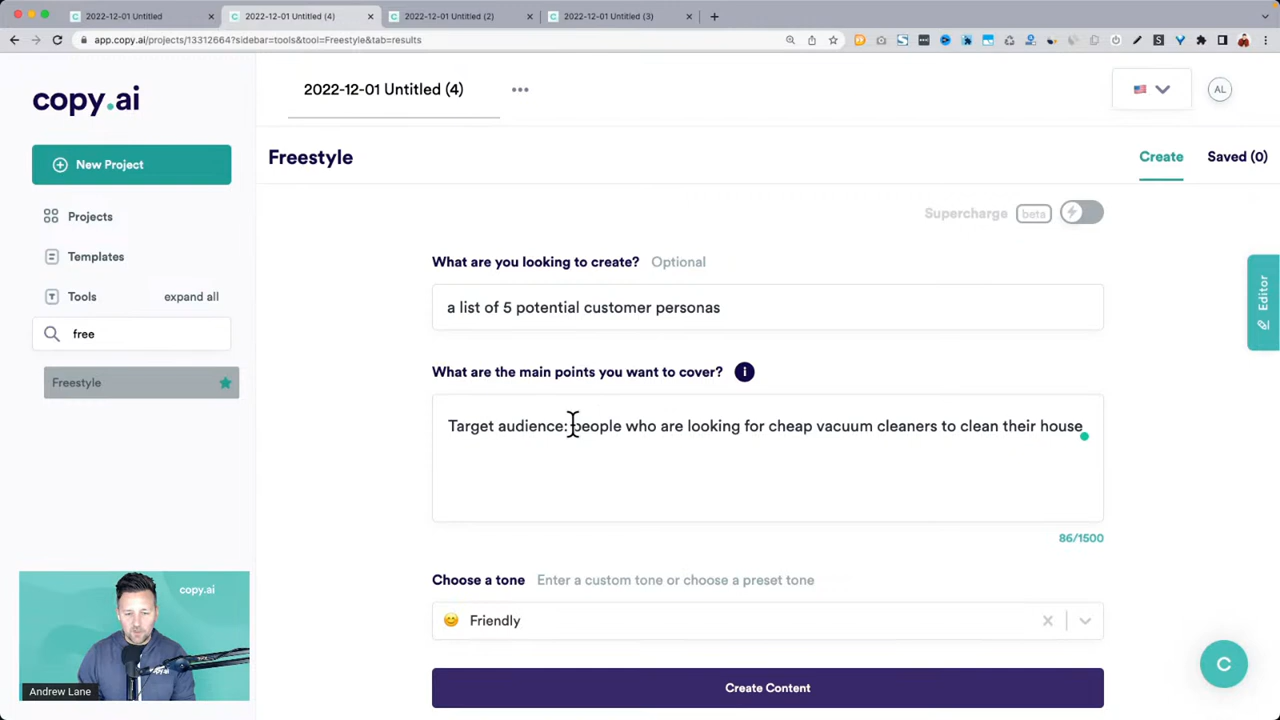 2022-12-01 Untitled
2022-12-01 Untitled (4)
2022-12-01 Untitled (2)
2022-12-01 Untitled (3)
app.copy.ai/projects/13312664?sidebar=tools&tool=Freestyle&tab=results
copy.ai
2022-12-01 Untitled (4)
AL
New Project
Freestyle
Create
Saved (0)
Projects
Supercharge
beta
Templates
What are you looking to create? Optional
Tools
expand all
a list of 5 potential customer personas
Editor
free
What are the main points you want to cover?
Freestyle
Target audience: people who are looking for cheap vacuum cleaners to clean their house
86/1500
Choose a tone Enter a custom tone or choose a preset tone
copy.ai
Friendly
Create Content
C
Andrew Lane